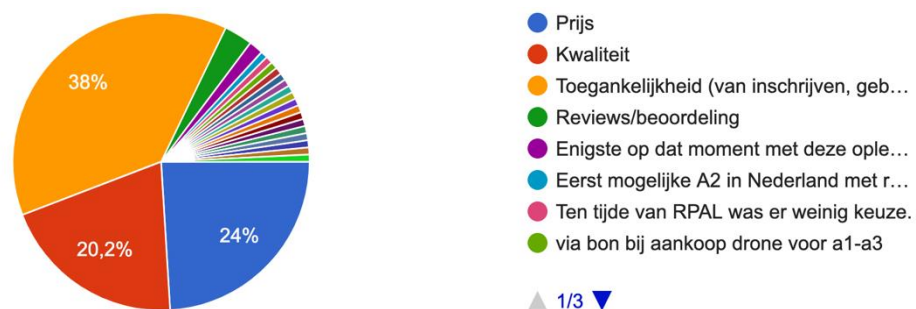 38%
20,2%
24%
Prijs
Kwaliteit
Toegankelijkheid (van inschrijven, geb…
Reviews/beoordeling
Enigste op dat moment met deze ople…
Eerst mogelijke A2 in Nederland met r…
Ten tijde van RPAL was er weinig keuze.
via bon bij aankoop drone voor a1-a3
1/3